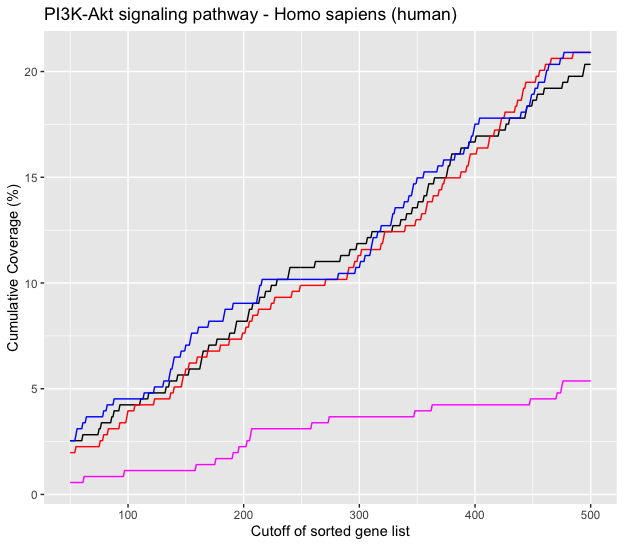 PI3K-Akt signaling pathway - Homo sapiens (human)
Cumulative Coverage (%)
20
15
10
5
0
100 200 300 400 500
Cutoff of sorted gene list